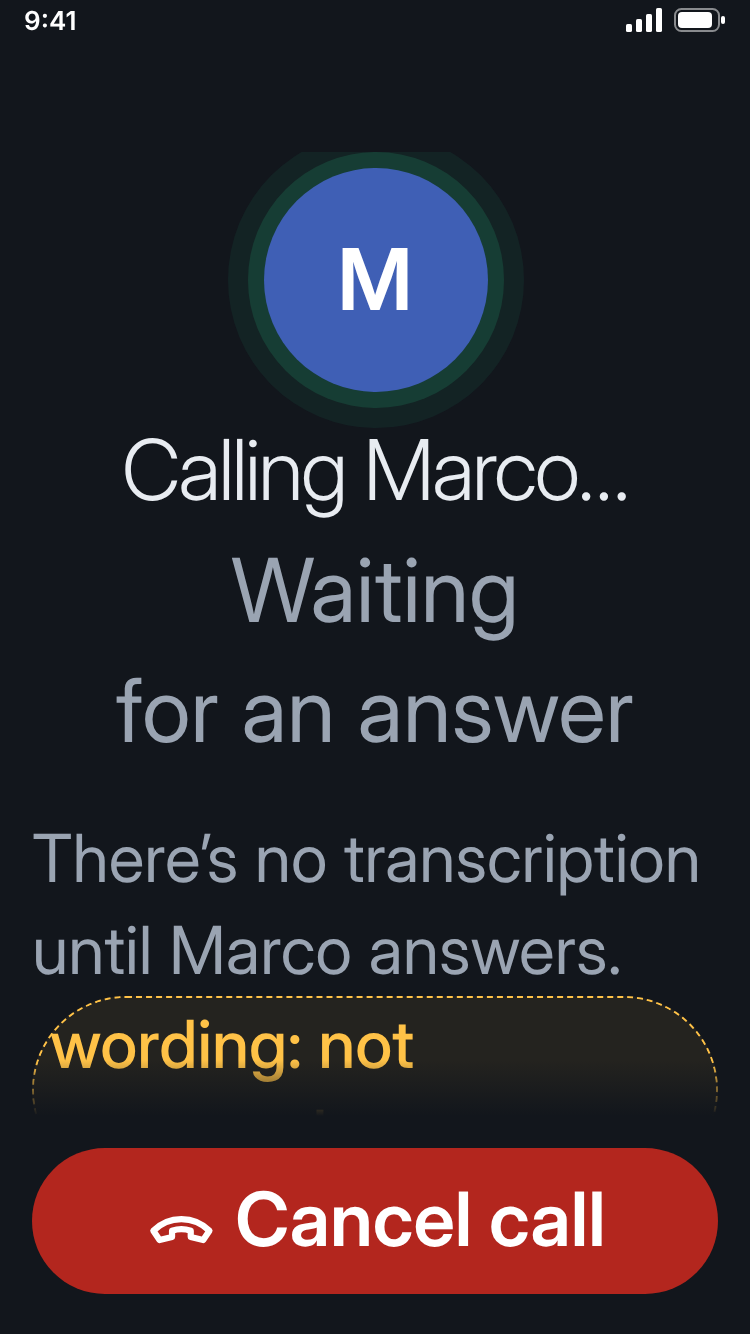 9:41
M
Calling Marco…
Waiting
for an answer
There’s no transcription
until Marco answers.
wording: not
Cancel call